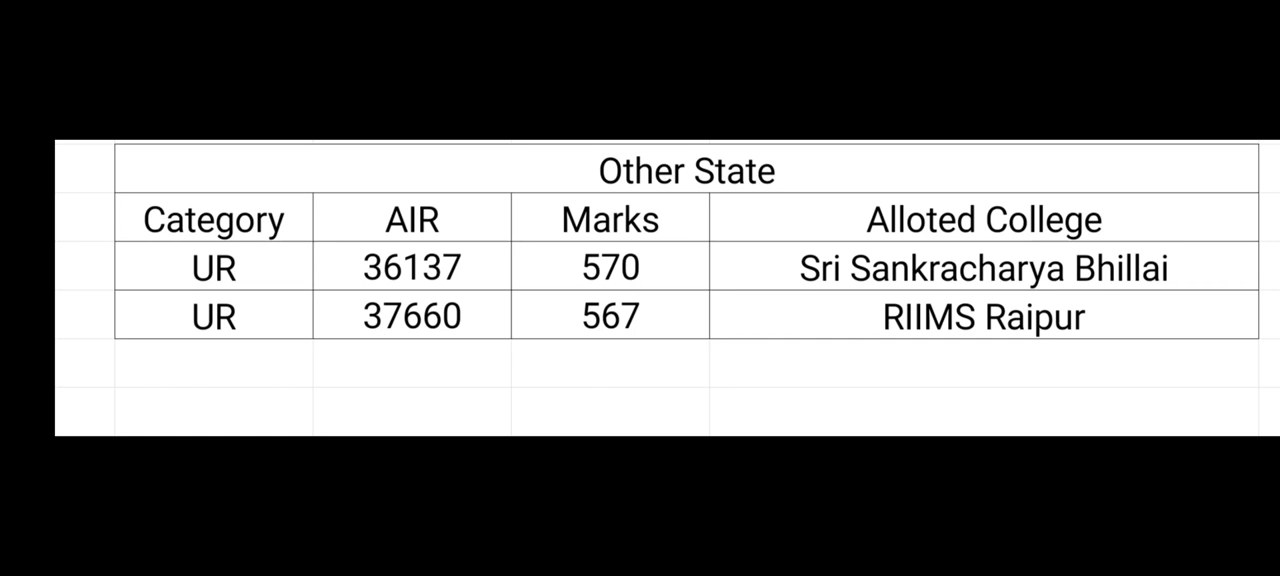 Other State
Category AIR Marks Alloted College
UR 36137 570 Sri Sankracharya Bhillai
UR 37660 567 RIIMS Raipur